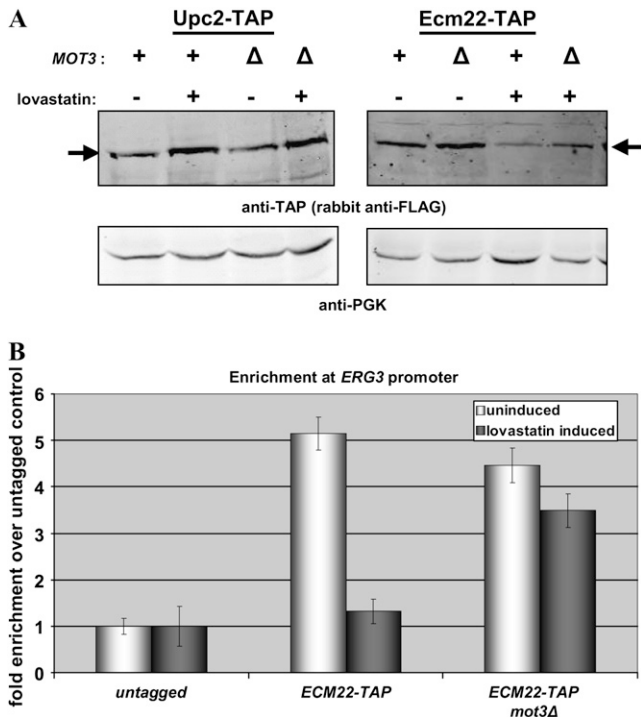 A
Upc2-TAP Ecm22-TAP
MOT3 : + + Δ Δ + Δ + Δ
lovastatin: - + - + - - + +
anti-TAP (rabbit anti-FLAG)
anti-PGK
B
Enrichment at ERG3 promoter
fold enrichment over untagged control
6
5
4
3
2
1
0
uninduced
lovastatin induced
untagged ECM22-TAP ECM22-TAP
mot3Δ